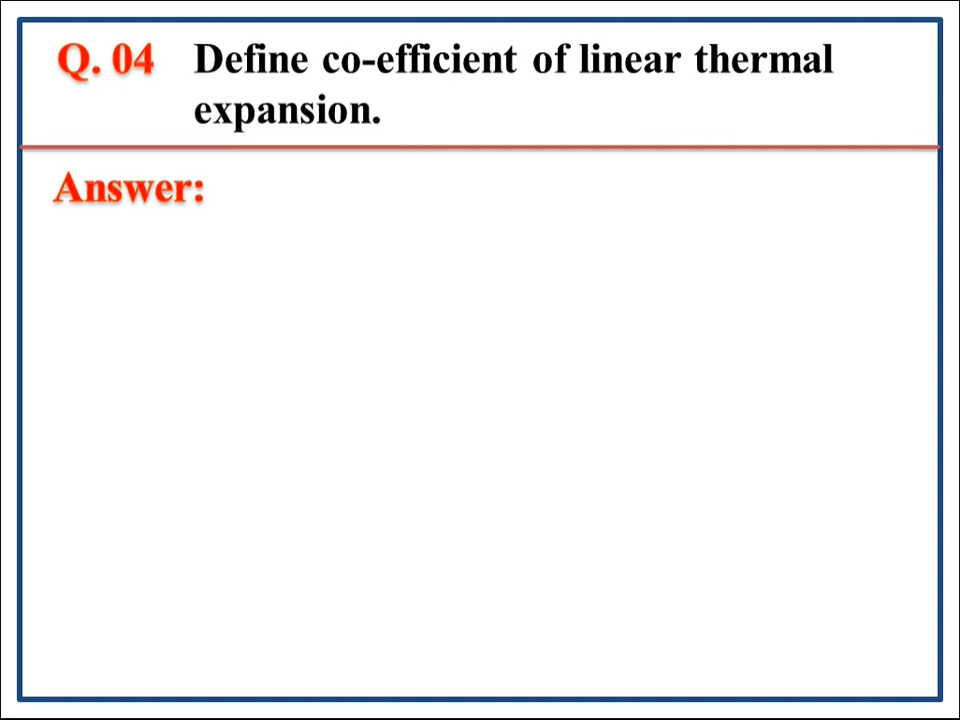 Q. 04 Define co-efficient of linear thermal
expansion.
Answer: